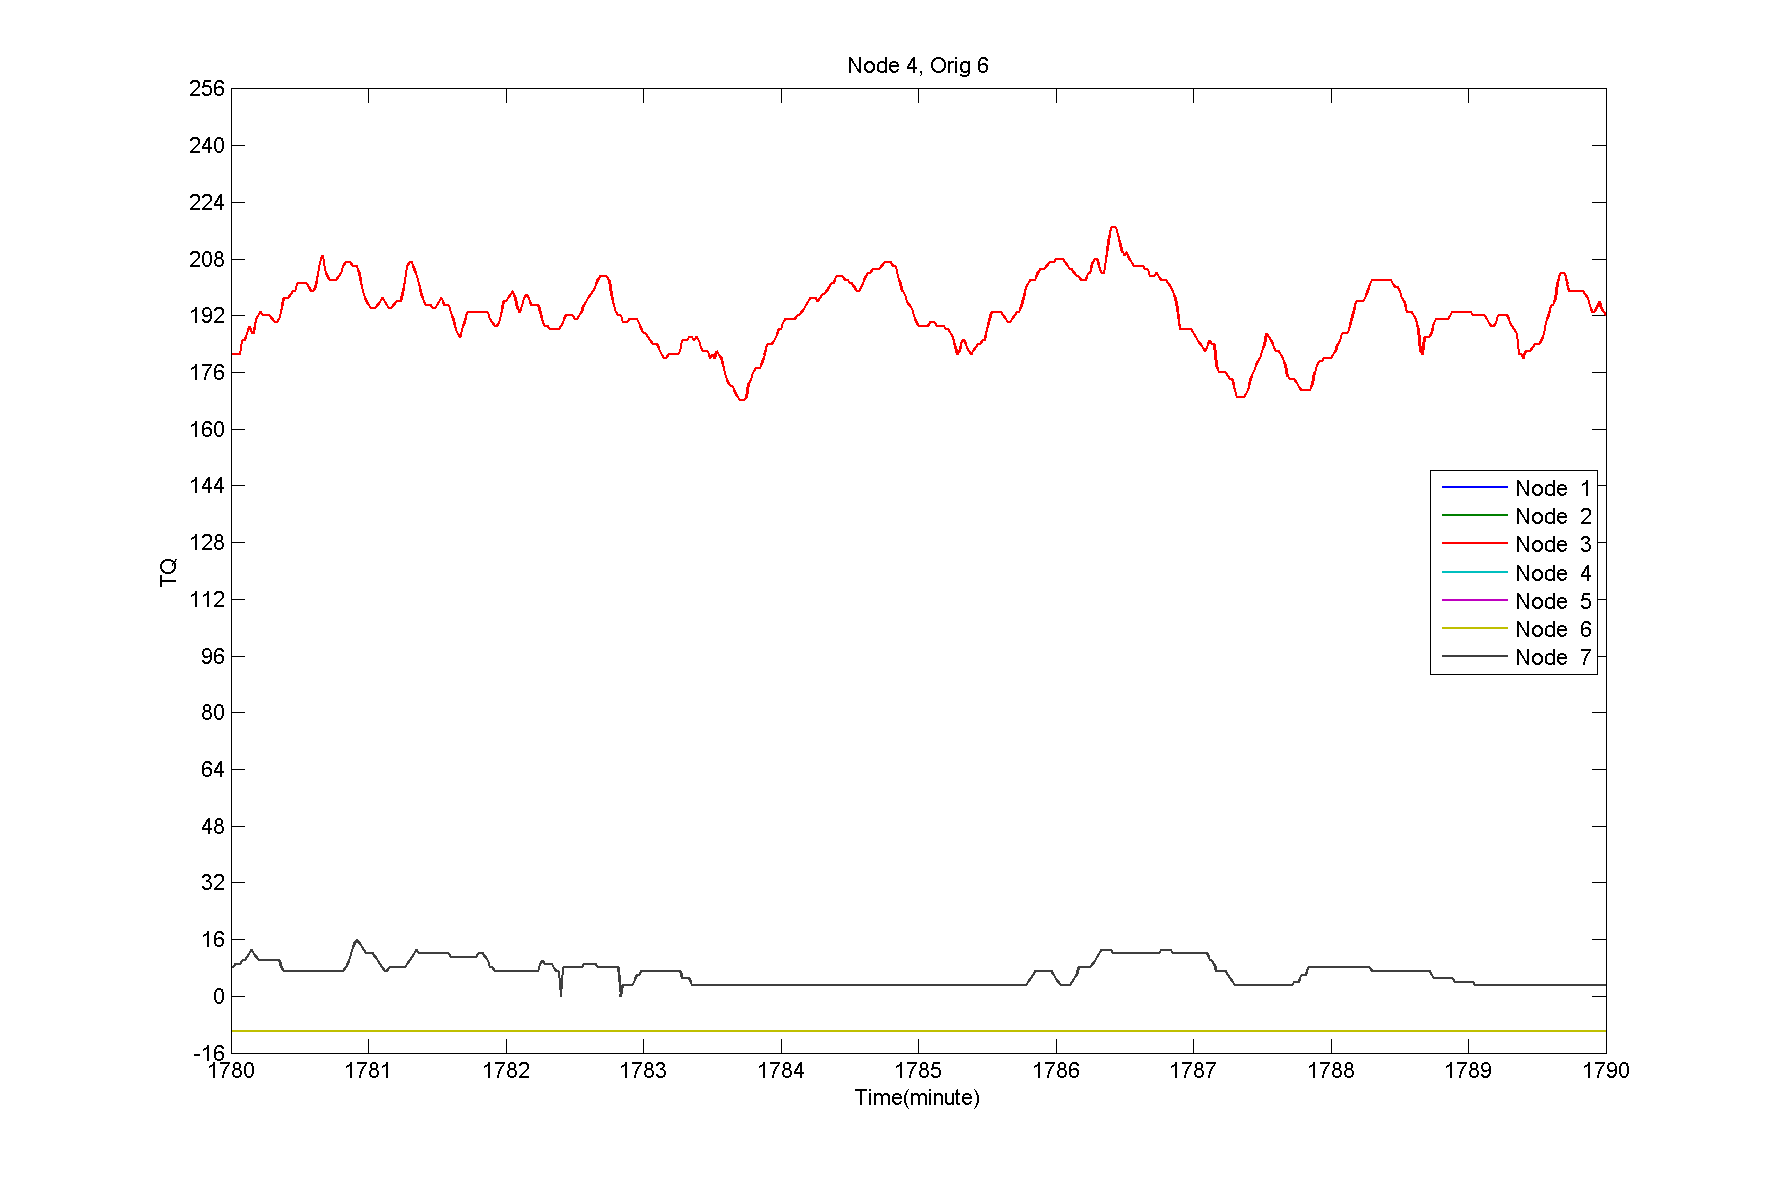 Node 4, Orig 6
256
240
224
208
192
176
160
144
128
112
96
80
64
48
32
16
0
-16
TQ
Node 1
Node 2
Node 3
Node 4
Node 5
Node 6
Node 7
1780 1781 1782 1783 1784 1785 1786 1787 1788 1789 1790
Time(minute)